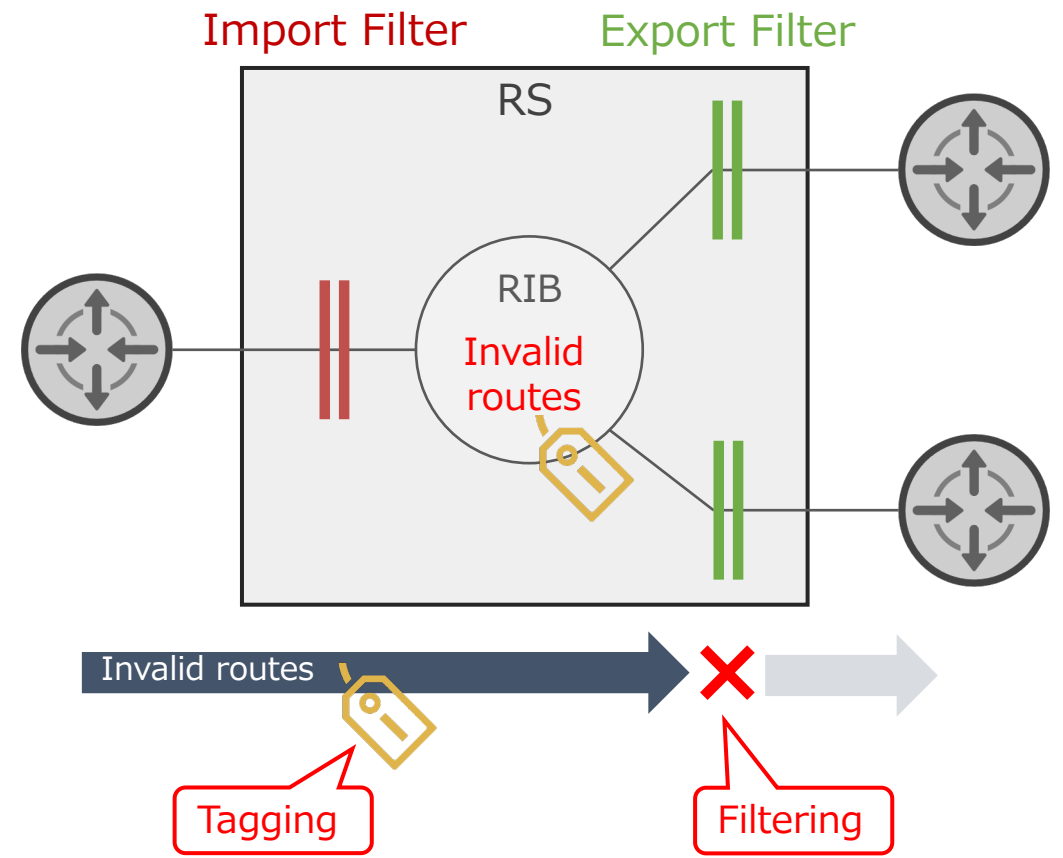 Import Filter
Export Filter
RS
RIB
Invalid
routes
Invalid routes
Tagging
Filtering